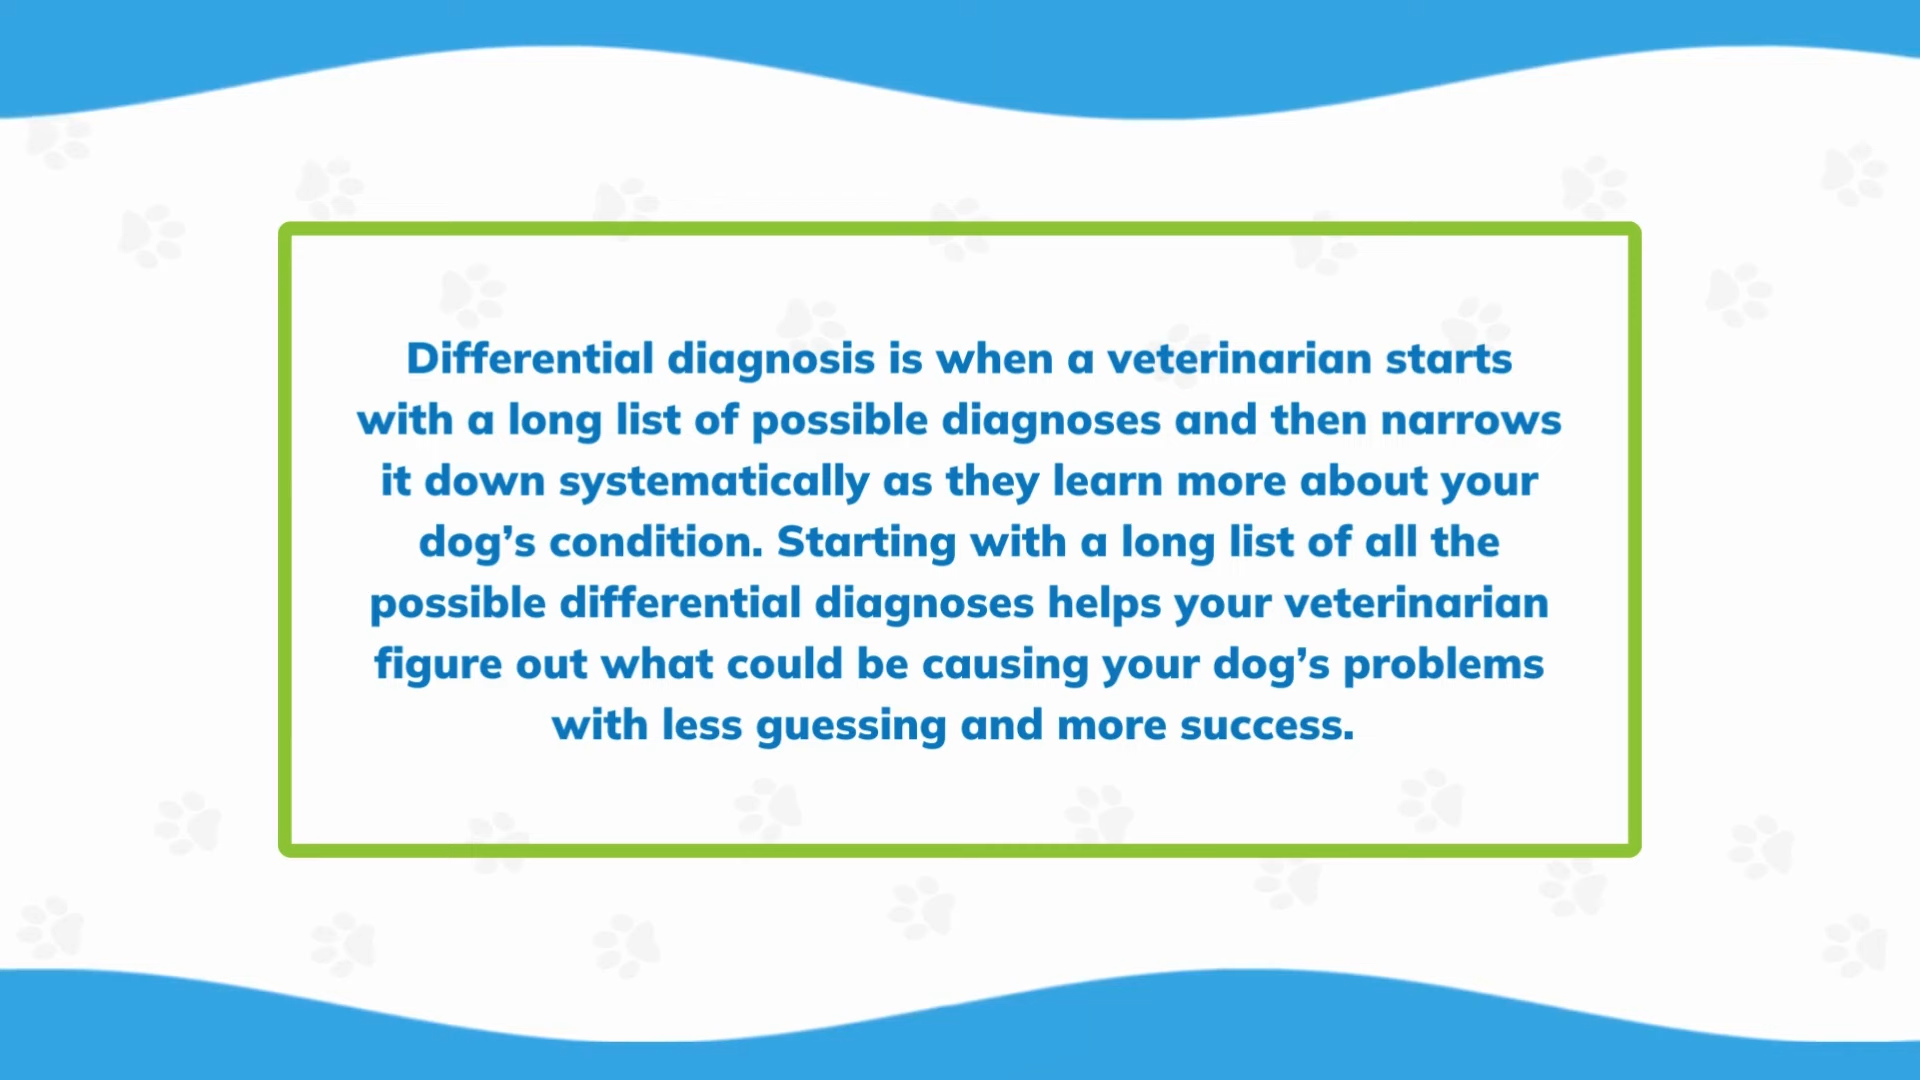 Differential diagnosis is when a veterinarian starts
with a long list of possible diagnoses and then narrows
it down systematically as they learn more about your
dog’s condition. Starting with a long list of all the
possible differential diagnoses helps your veterinarian
figure out what could be causing your dog’s problems
with less guessing and more success.